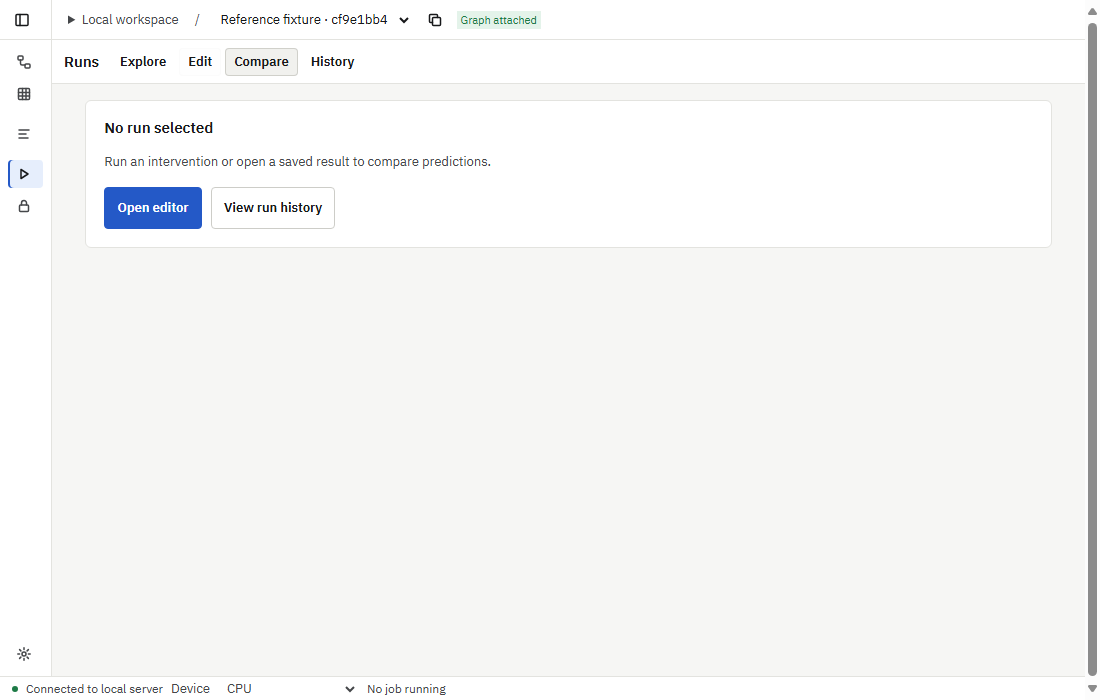 Local workspace / Reference fixture · cf9e1bb4 Graph attached
Runs Explore Edit Compare History
No run selected
Run an intervention or open a saved result to compare predictions.
Open editor View run history
Connected to local server Device CPU No job running